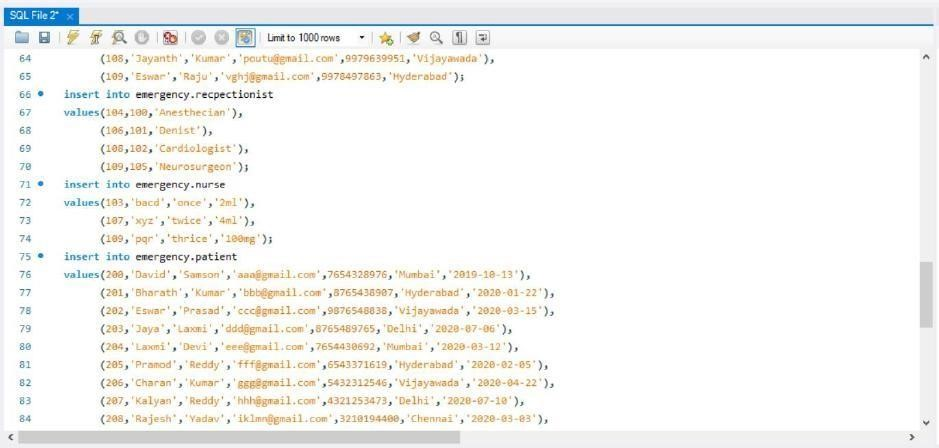 SQL File 2*
Limit to 1000 rows
64 (108,'Jayanth','Kumar','poutu@gmail.com',9979639951,'Vijayawada'),
65 (109,'Eswar','Raju','vghj@gmail.com',9978497863,'Hyderabad');
66 insert into emergency.recpectionist
67 values(104,100,'Anesthecian'),
68 (106,101,'Denist'),
69 (108,102,'Cardiologist'),
70 (109,105,'Neurosurgeon');
71 insert into emergency.nurse
72 values(103,'bacd','once','2ml'),
73 (107,'xyz','twice','4ml'),
74 (109,'pqr','thrice','100mg');
75 insert into emergency.patient
76 values(200,'David','Samson','aaa@gmail.com',7654328976,'Mumbai','2019-10-13'),
77 (201,'Bharath','Kumar','bbb@gmail.com',8765438907,'Hyderabad','2020-01-22'),
78 (202,'Eswar','Prasad','ccc@gmail.com',9876548838,'Vijayawada','2020-03-15'),
79 (203,'Jaya','Laxmi','ddd@gmail.com',8765489765,'Delhi','2020-07-06'),
80 (204,'Laxmi','Devi','eee@gmail.com',7654430692,'Mumbai','2020-03-12'),
81 (205,'Pramod','Reddy','fff@gmail.com',6543371619,'Hyderabad','2020-02-05'),
82 (206,'Charan','Kumar','ggg@gmail.com',5432312546,'Vijayawada','2020-04-22'),
83 (207,'Kalyan','Reddy','hhh@gmail.com',4321253473,'Delhi','2020-07-10'),
84 (208,'Rajesh','Yadav','iklmn@gmail.com',3210194400,'Chennai','2020-03-03'),